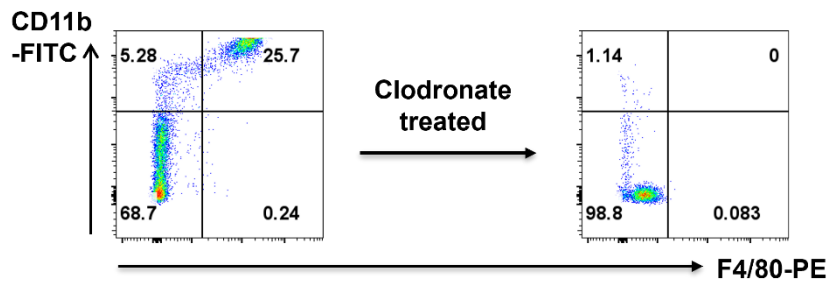 CD11b
-FITC
5.28
25.7
68.7
0.24
Clodronate
treated
1.14
0
98.8
0.083
F4/80-PE